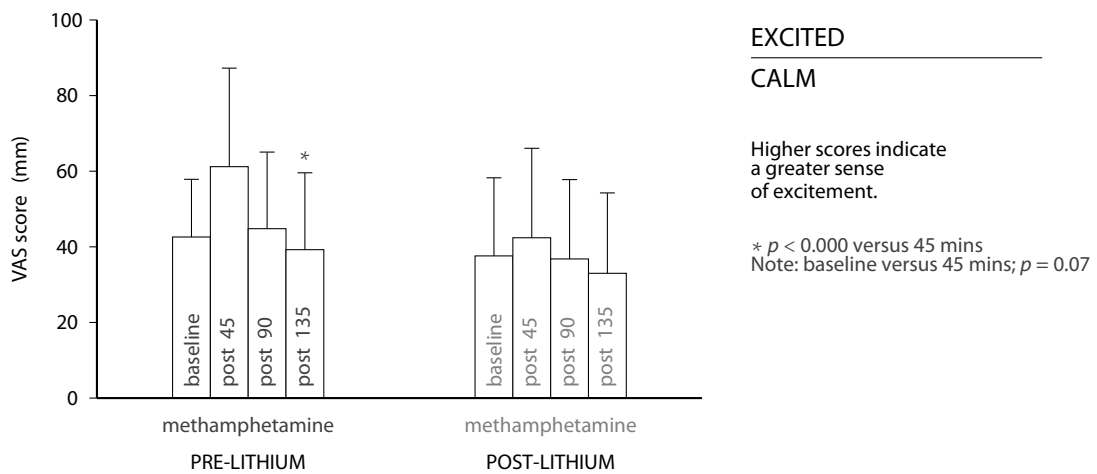 100
80
60
40
20
0
VAS score (mm)
*
baseline
post 45
post 90
post 135
baseline
post 45
post 90
post 135
methamphetamine
methamphetamine
PRE-LITHIUM
POST-LITHIUM
EXCITED
CALM
Higher scores indicate
a greater sense
of excitement.
* p < 0.000 versus 45 mins
Note: baseline versus 45 mins; p = 0.07